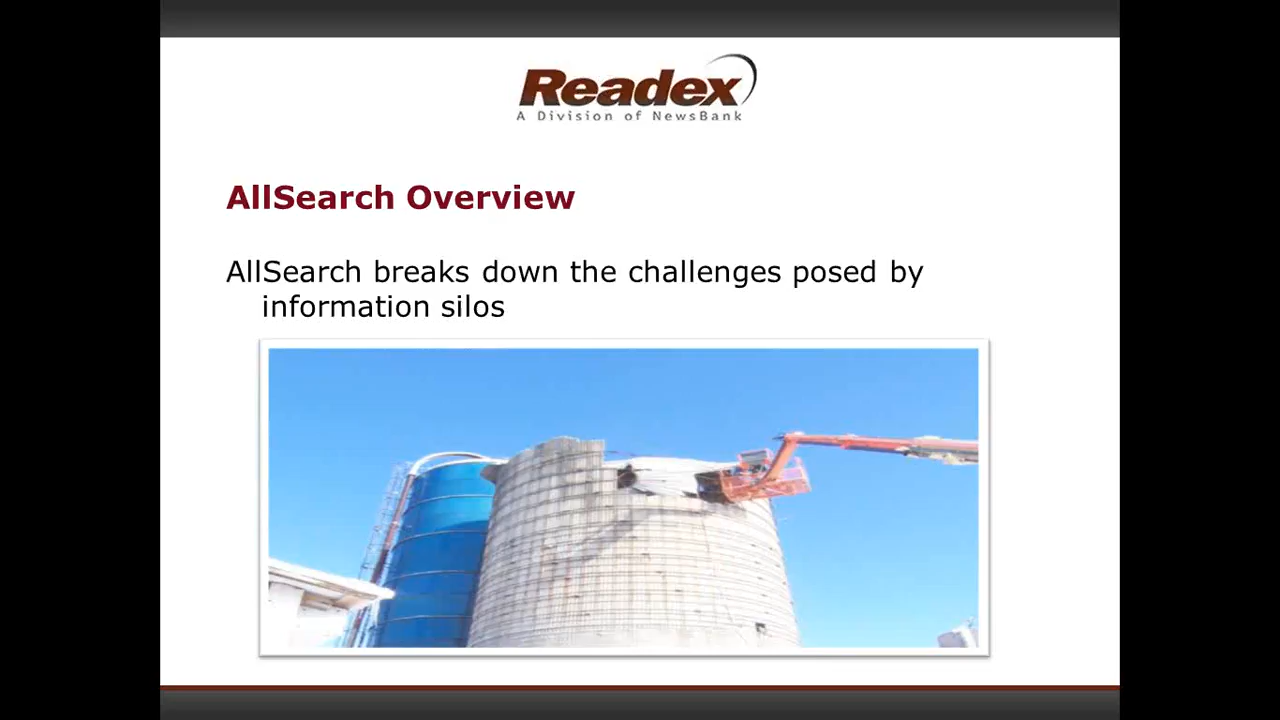 Readex
A Division of NewsBank
AllSearch Overview
AllSearch breaks down the challenges posed by
information silos